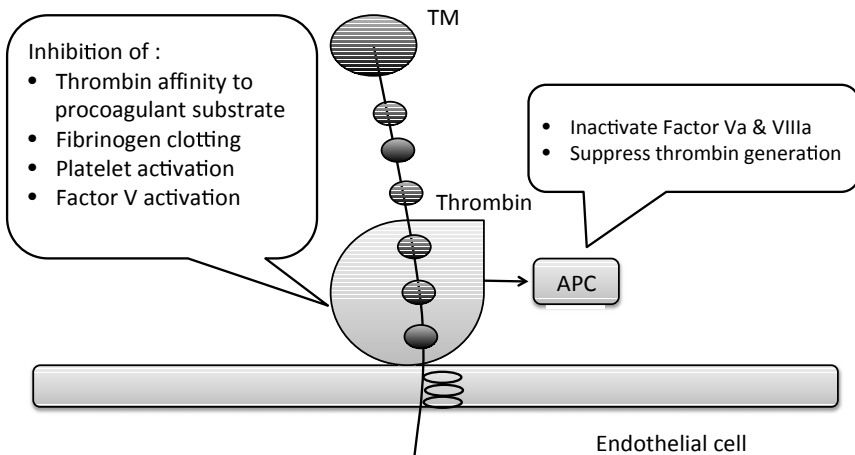 TM
Inhibition of :
• Thrombin affinity to
procoagulant substrate
• Fibrinogen clotting
• Platelet activation
• Factor V activation
• Inactivate Factor Va & VIIIa
• Suppress thrombin generation
Thrombin
APC
Endothelial cell